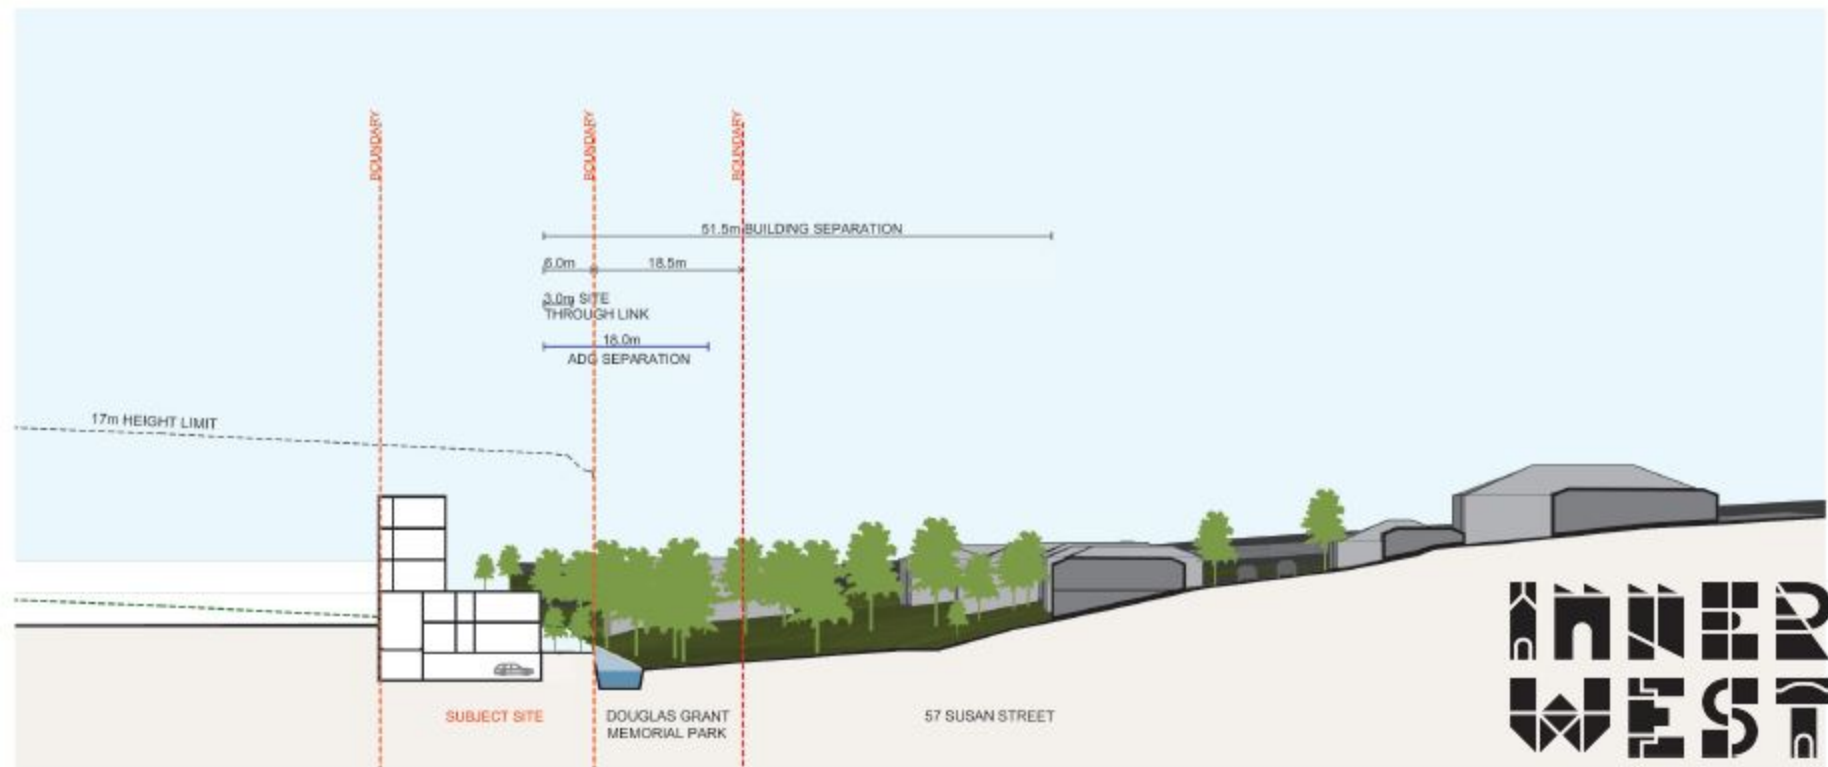 BOUNDARY
BOUNDARY
BOUNDARY
51.5m BUILDING SEPARATION
6.0m
18.5m
3.0m SITE
THROUGH LINK
18.0m
ADG SEPARATION
17m HEIGHT LIMIT
SUBJECT SITE
DOUGLAS GRANT
MEMORIAL PARK
57 SUSAN STREET
INNER
WEST